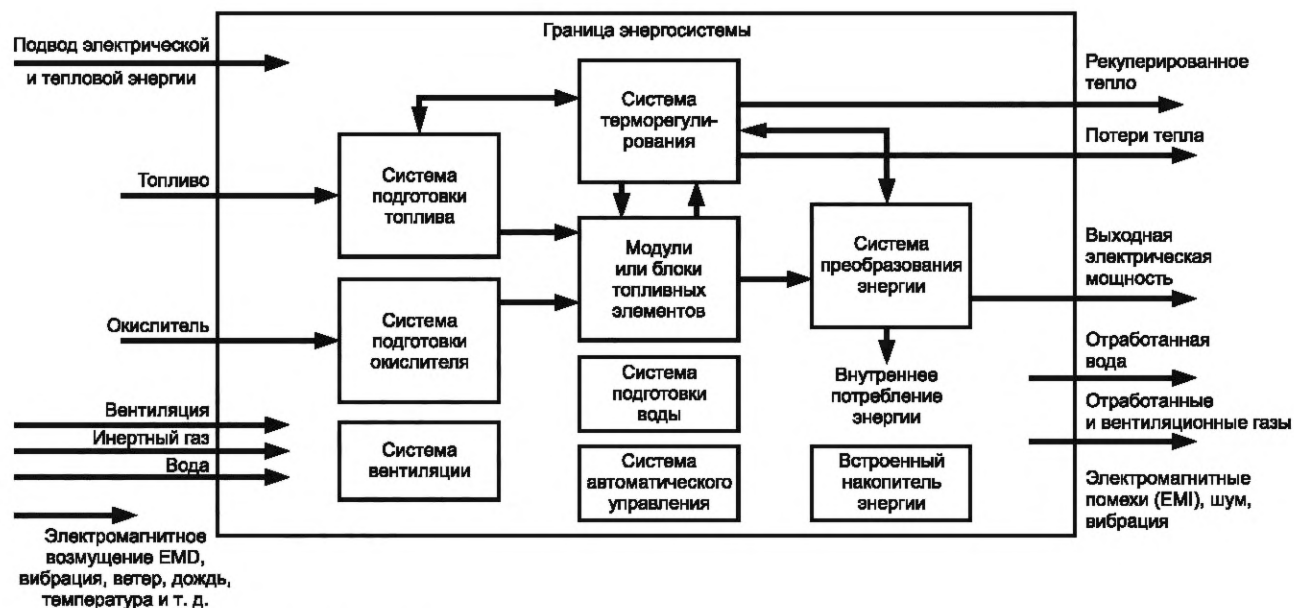 Граница энергосистемы
Подвод электрической
и тепловой энергии
Топливо
Окислитель
Вентиляция
Инертный газ
Вода
Электромагнитное
возмущение EMD,
вибрация, ветер, дождь,
температура и т. д.
Система
подготовки
топлива
Система
подготовки
окислителя
Система
вентиляции
Система
терморегули-
рования
Модули
или блоки
топливных
элементов
Система
подготовки
воды
Система
автоматического
управления
Система
преобразования
энергии
Внутреннее
потребление
энергии
Встроенный
накопитель
энергии
Рекуперированное
тепло
Потери тепла
Выходная
электрическая
мощность
Отработанная
вода
Отработанные
и вентиляционные газы
Электромагнитные
помехи (EMI), шум,
вибрация